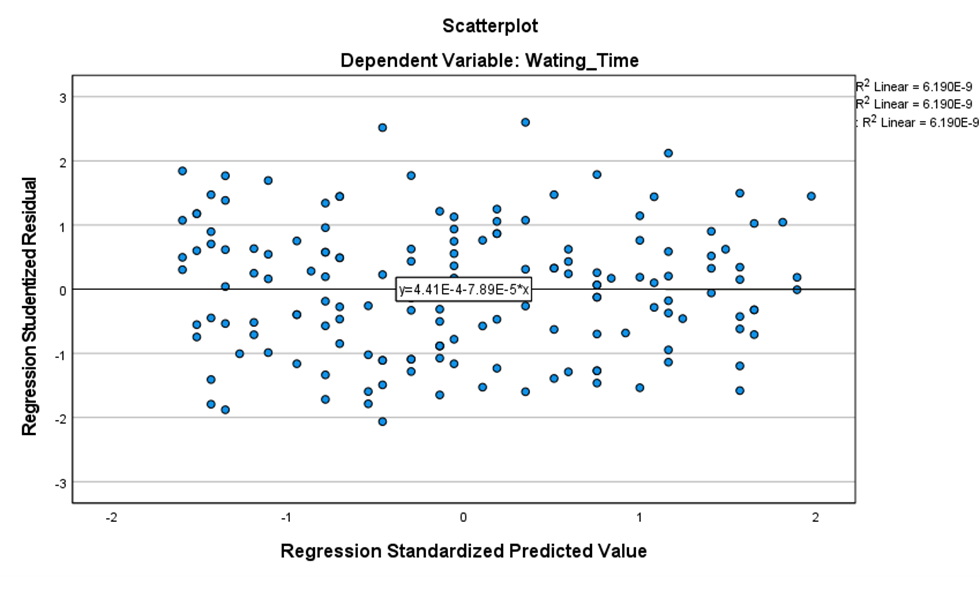 Scatterplot
Dependent Variable: Wating_Time
R2 Linear = 6.190E-9
R2 Linear = 6.190E-9
: R2 Linear = 6.190E-9
Regression Studentized Residual
3
2
1
0
-1
-2
-3
y=4.41E-4-7.89E-5*x
-2
-1
0
1
2
Regression Standardized Predicted Value